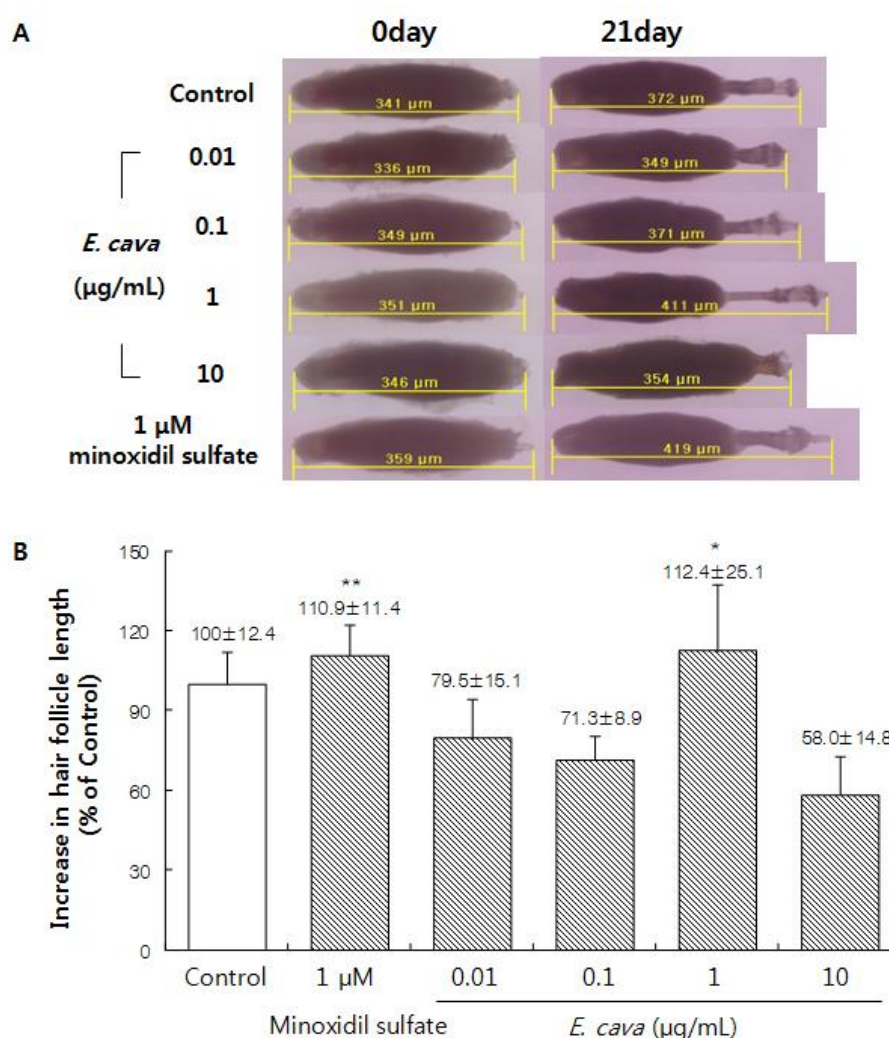 A
0day 21day
Control 341 µm 372 µm
0.01 336 µm 349 µm
0.1 349 µm 371 µm
E. cava
(µg/mL)
1 351 µm 411 µm
10 346 µm 354 µm
1 µM
minoxidil sulfate 359 µm 419 µm
B
Increase in hair follicle length
(% of Control)
150
120
90
60
30
0
100±12.4
**
110.9±11.4
79.5±15.1
71.3±8.9
*
112.4±25.1
58.0±14.8
Control 1 µM 0.01 0.1 1 10
Minoxidil sulfate E. cava (µg/mL)